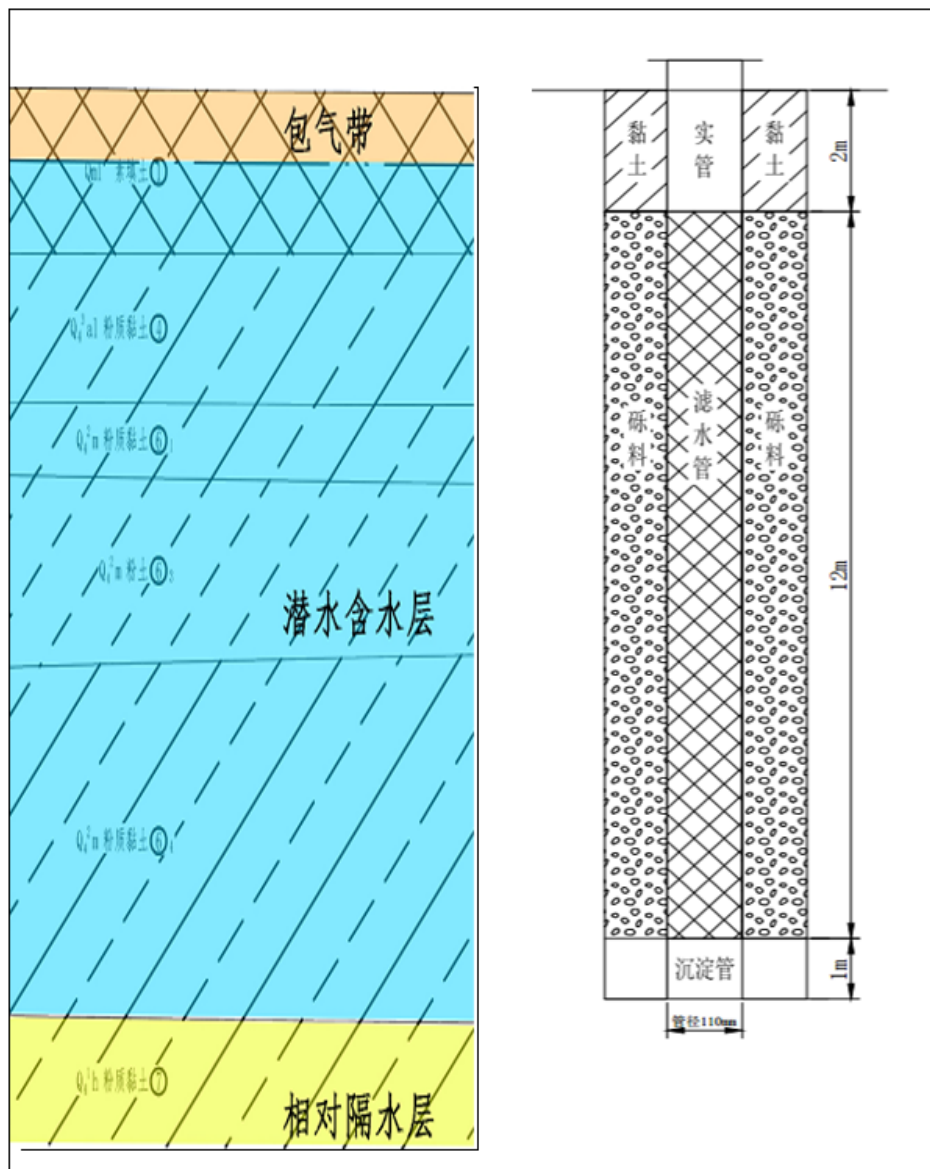 包气带
Qml 素填土①
Q₄³al 粉质黏土④
Q₄²m 粉质黏土⑥₁
Q₄²m 粉土⑥₃
潜水含水层
Q₄²m 粉质黏土⑥₄
Q₄¹h 粉质黏土⑦
相对隔水层
黏土
实管
黏土
2m
砾料
滤水管
砾料
12m
沉淀管
1m
管径110mm